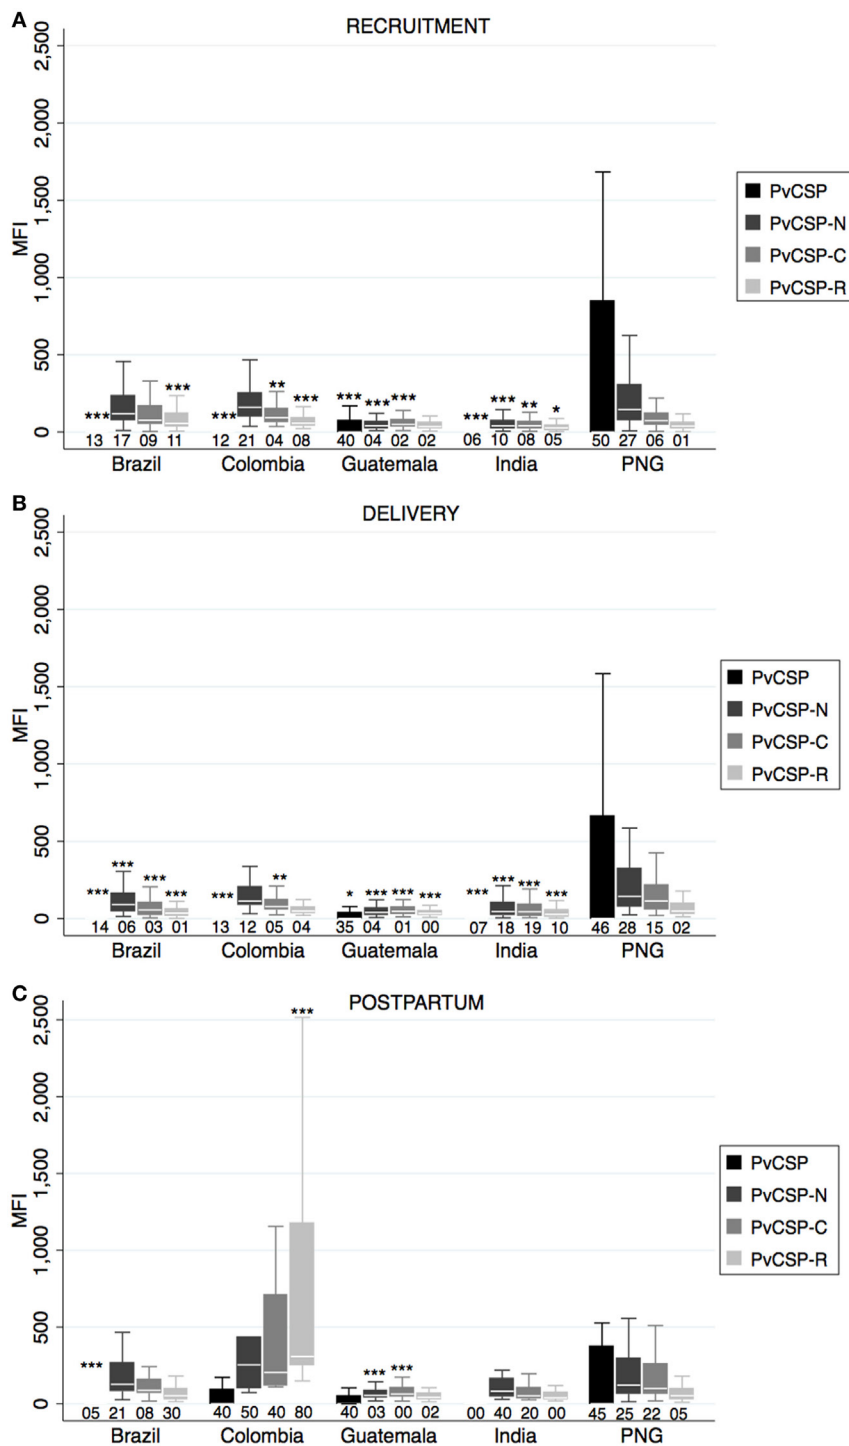 A
RECRUITMENT
2,500
2,000
1,500
1,000
500
0
MFI
PvCSP
PvCSP-N
PvCSP-C
PvCSP-R
*** *** *** ** *** *** *** *** *** *** ** *
13 17 09 11 12 21 04 08 40 04 02 02 06 10 08 05 50 27 06 01
Brazil Colombia Guatemala India PNG
B
DELIVERY
2,500
2,000
1,500
1,000
500
0
MFI
PvCSP
PvCSP-N
PvCSP-C
PvCSP-R
*** *** *** *** *** ** * *** *** *** *** *** *** ***
14 06 03 01 13 12 05 04 35 04 01 00 07 18 19 10 46 28 15 02
Brazil Colombia Guatemala India PNG
C
POSTPARTUM
2,500
2,000
1,500
1,000
500
0
MFI
PvCSP
PvCSP-N
PvCSP-C
PvCSP-R
*** *** *** ***
05 21 08 30 40 50 40 80 40 03 00 02 00 40 20 00 45 25 22 05
Brazil Colombia Guatemala India PNG